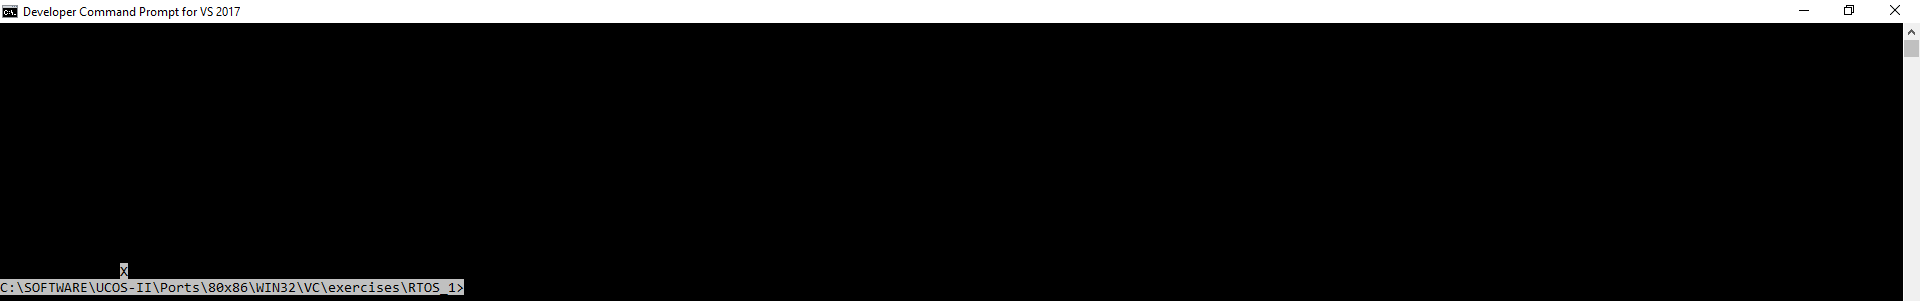 Developer Command Prompt for VS 2017
X
C:\SOFTWARE\UCOS-II\Ports\80x86\WIN32\VC\exercises\RTOS_1>